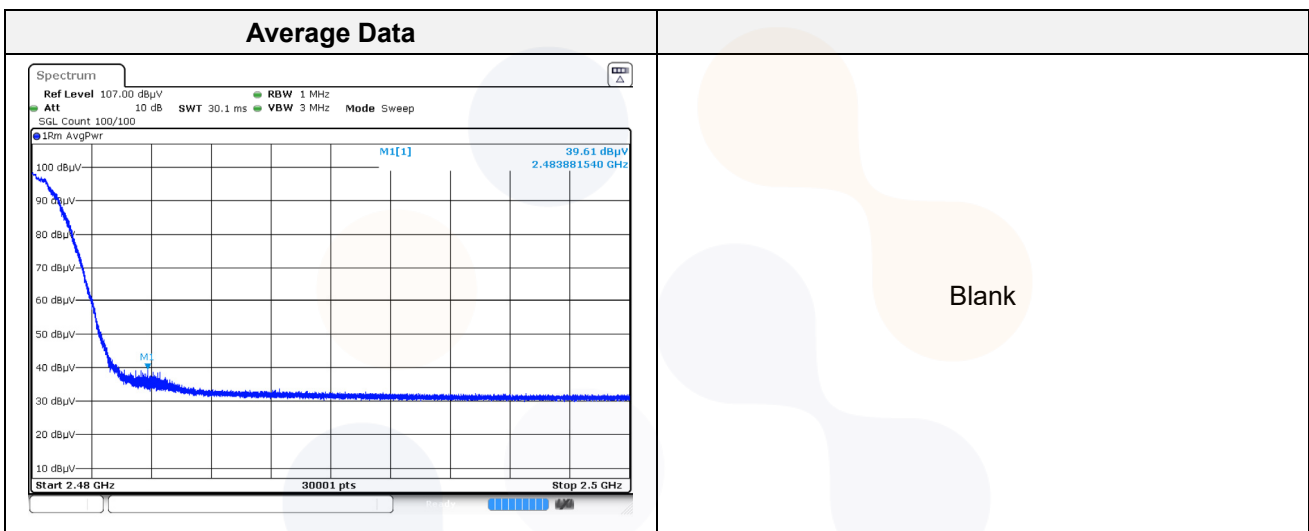 Average Data
Spectrum
Ref Level 107.00 dBµV RBW 1 MHz
Att 10 dB SWT 30.1 ms VBW 3 MHz Mode Sweep
SGL Count 100/100
1Rm AvgPwr
M1[1] 39.61 dBµV
2.483881540 GHz
100 dBµV
90 dBµV
80 dBµV
70 dBµV
60 dBµV
50 dBµV
M1
40 dBµV
30 dBµV
20 dBµV
10 dBµV
Start 2.48 GHz 30001 pts Stop 2.5 GHz
Blank